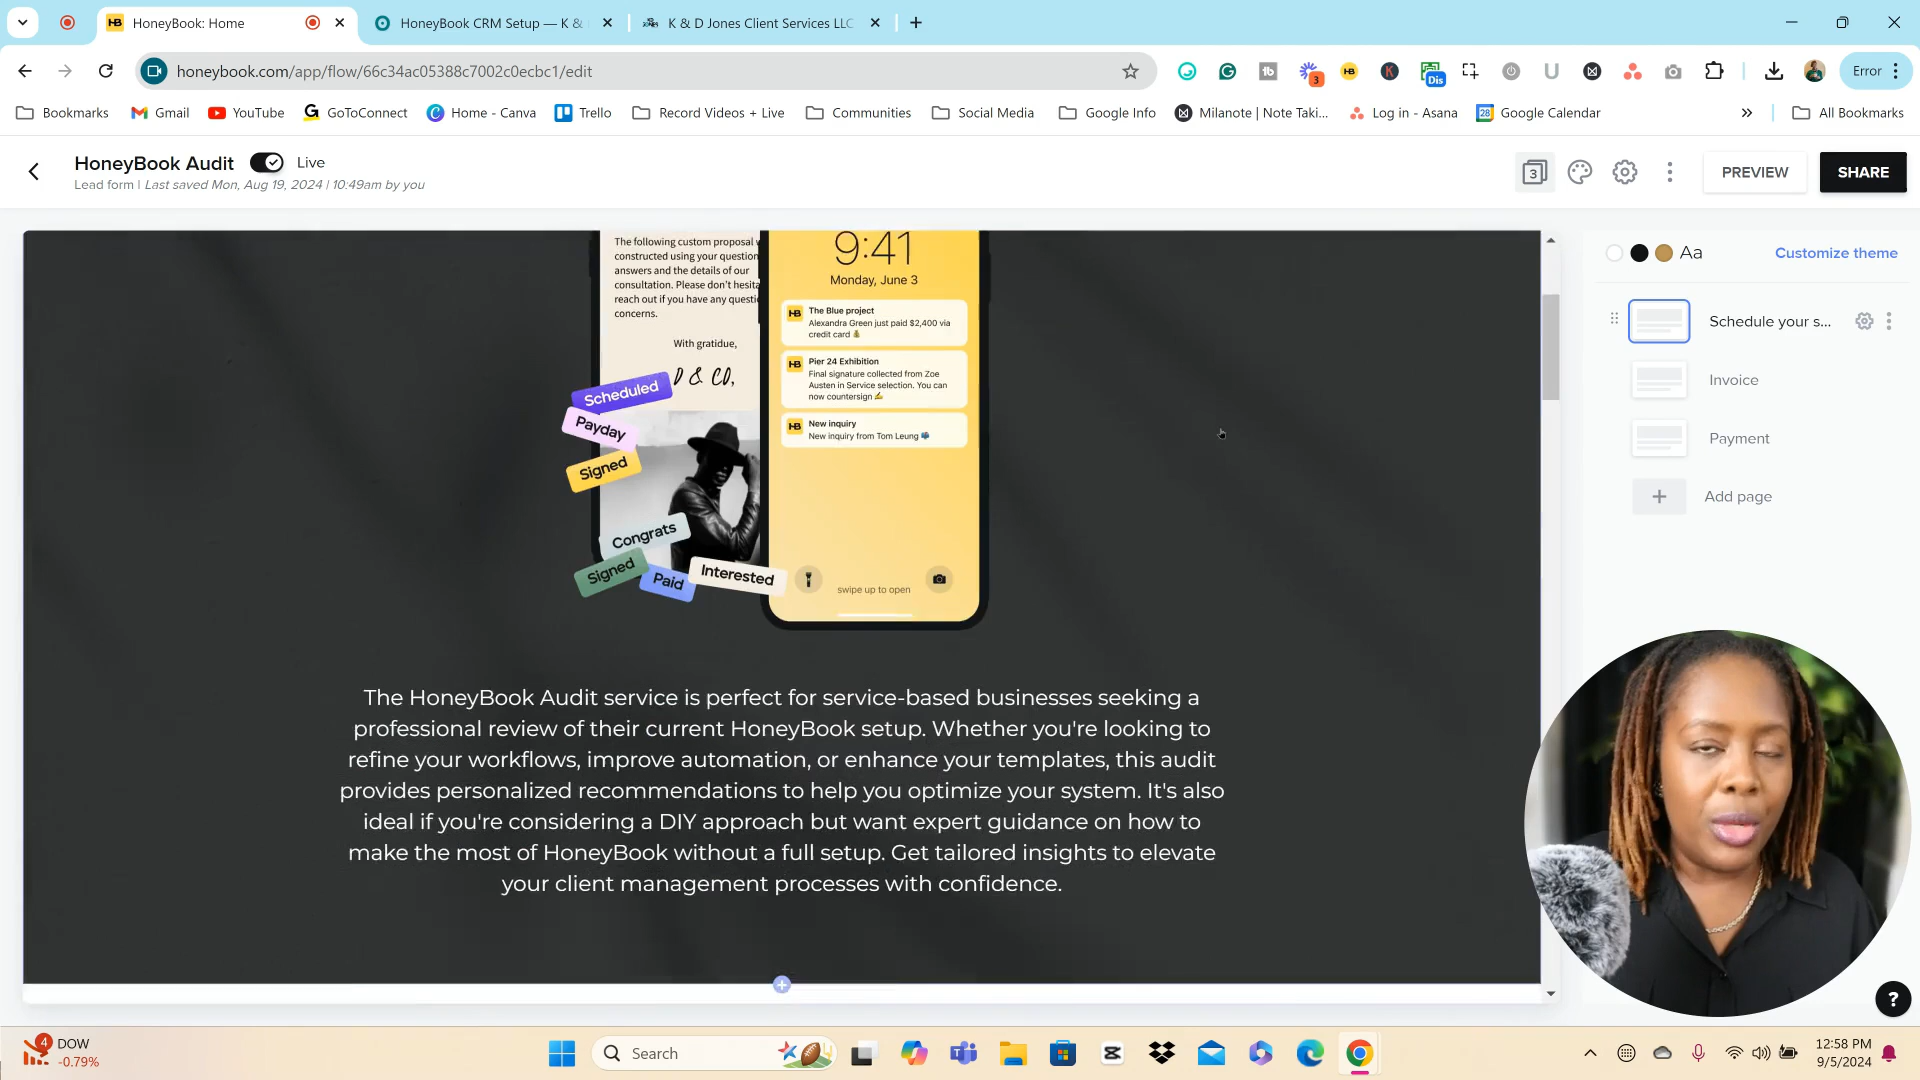 HoneyBook: Home
HoneyBook CRM Setup — K &
K & D Jones Client Services LLC
honeybook.com/app/flow/66c34ac05388c7002c0ecbc1/edit
3
Dis
Error
Bookmarks
Gmail
YouTube
GoToConnect
Home - Canva
Trello
Record Videos + Live
Communities
Social Media
Google Info
Milanote | Note Taki...
Log in - Asana
Google Calendar
All Bookmarks
HoneyBook Audit
Live
Lead form | Last saved Mon, Aug 19, 2024 | 10:49am by you
3
PREVIEW
SHARE
The following custom proposal w
constructed using your question
answers and the details of our
consultation. Please don't hesita
reach out if you have any questi
concerns.
With gratidue,
D & CO,
Scheduled
Payday
Signed
Congrats
Signed
Paid
Interested
9:41
Monday, June 3
The Blue project
Alexandra Green just paid $2,400 via
credit card 💰
Pier 24 Exhibition
Final signature collected from Zoe
Austen in Service selection. You can
now countersign ✍️
New inquiry
New inquiry from Tom Leung 📬
swipe up to open
The HoneyBook Audit service is perfect for service-based businesses seeking a
professional review of their current HoneyBook setup. Whether you're looking to
refine your workflows, improve automation, or enhance your templates, this audit
provides personalized recommendations to help you optimize your system. It's also
ideal if you're considering a DIY approach but want expert guidance on how to
make the most of HoneyBook without a full setup. Get tailored insights to elevate
your client management processes with confidence.
Aa
Customize theme
Schedule your s...
Invoice
Payment
Add page
?
4
DOW
-0.79%
Search
12:58 PM
9/5/2024